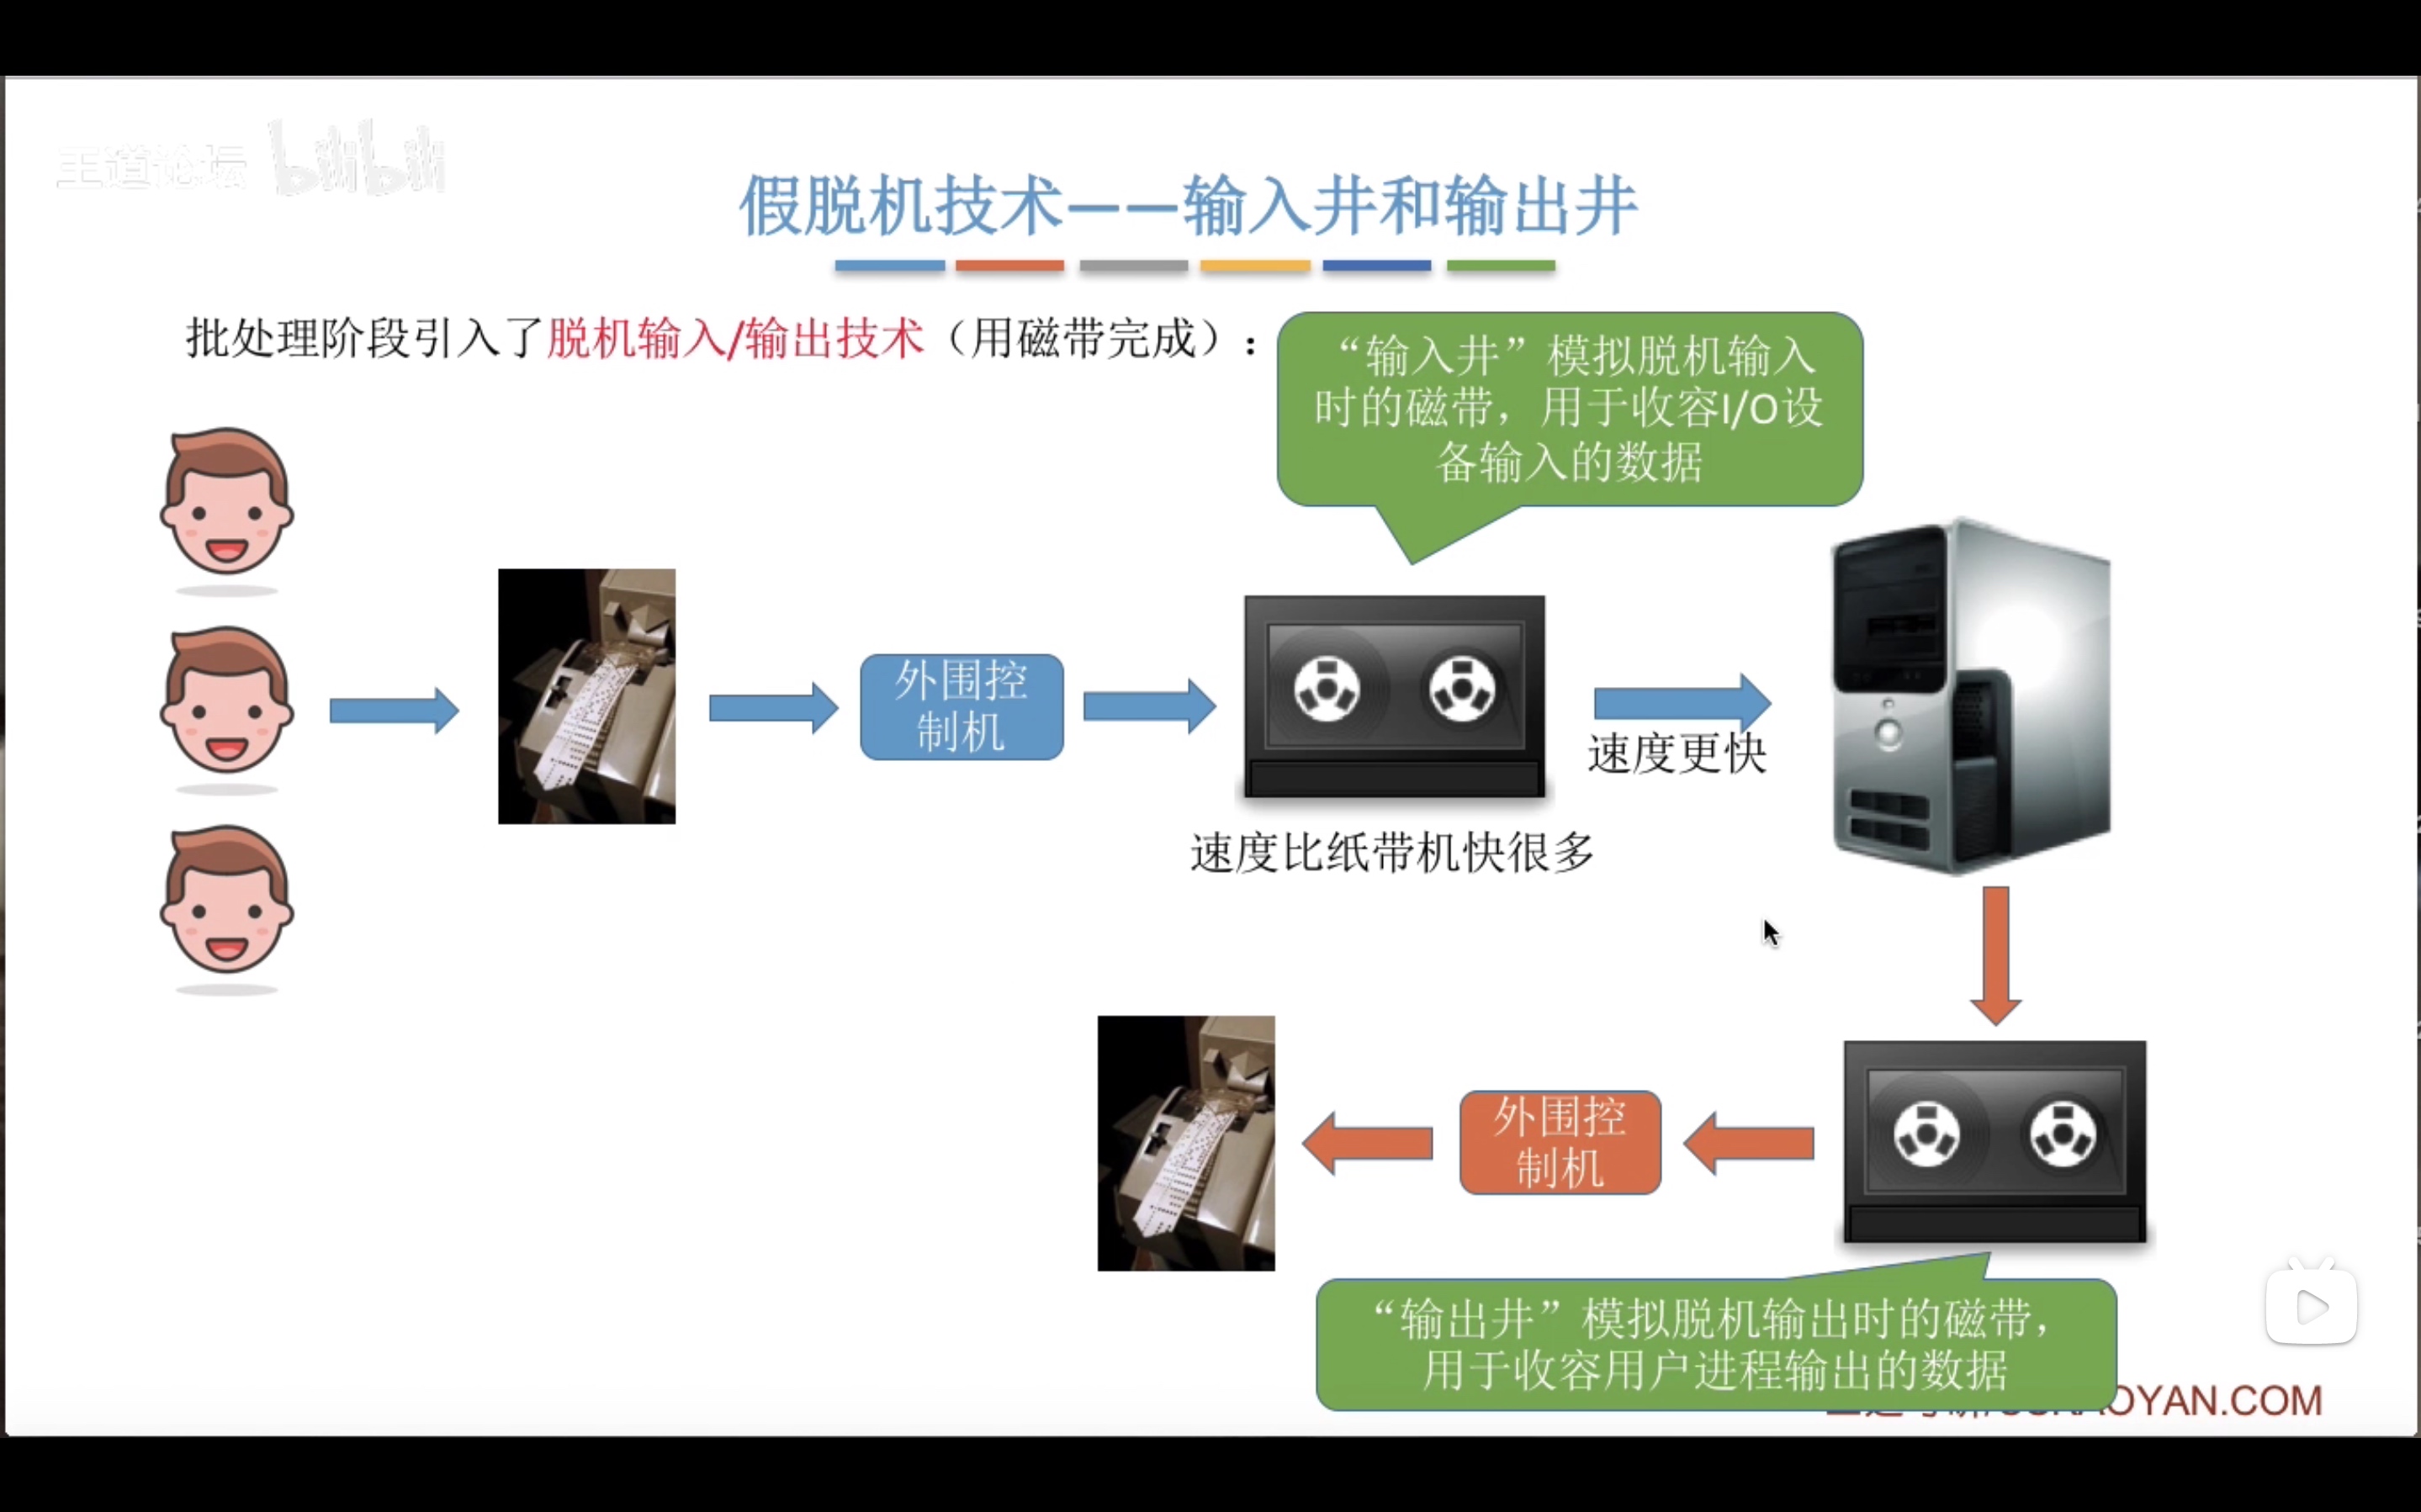 王道论坛 bilibili
假脱机技术——输入井和输出井
批处理阶段引入了脱机输入/输出技术（用磁带完成）：
“输入井”模拟脱机输入
时的磁带，用于收容I/O设
备输入的数据
外围控
制机
速度更快
速度比纸带机快很多
外围控
制机
“输出井”模拟脱机输出时的磁带，
用于收容用户进程输出的数据
OYAN.COM